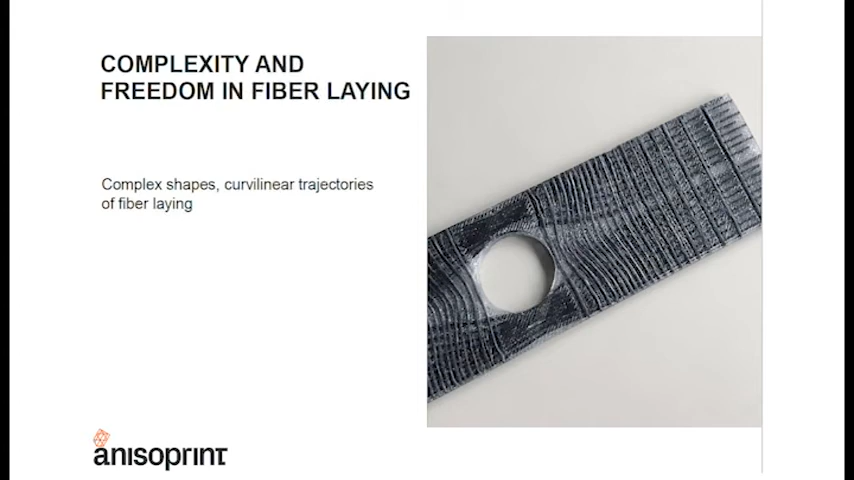 COMPLEXITY AND
FREEDOM IN FIBER LAYING
Complex shapes, curvilinear trajectories
of fiber laying
anisoprint